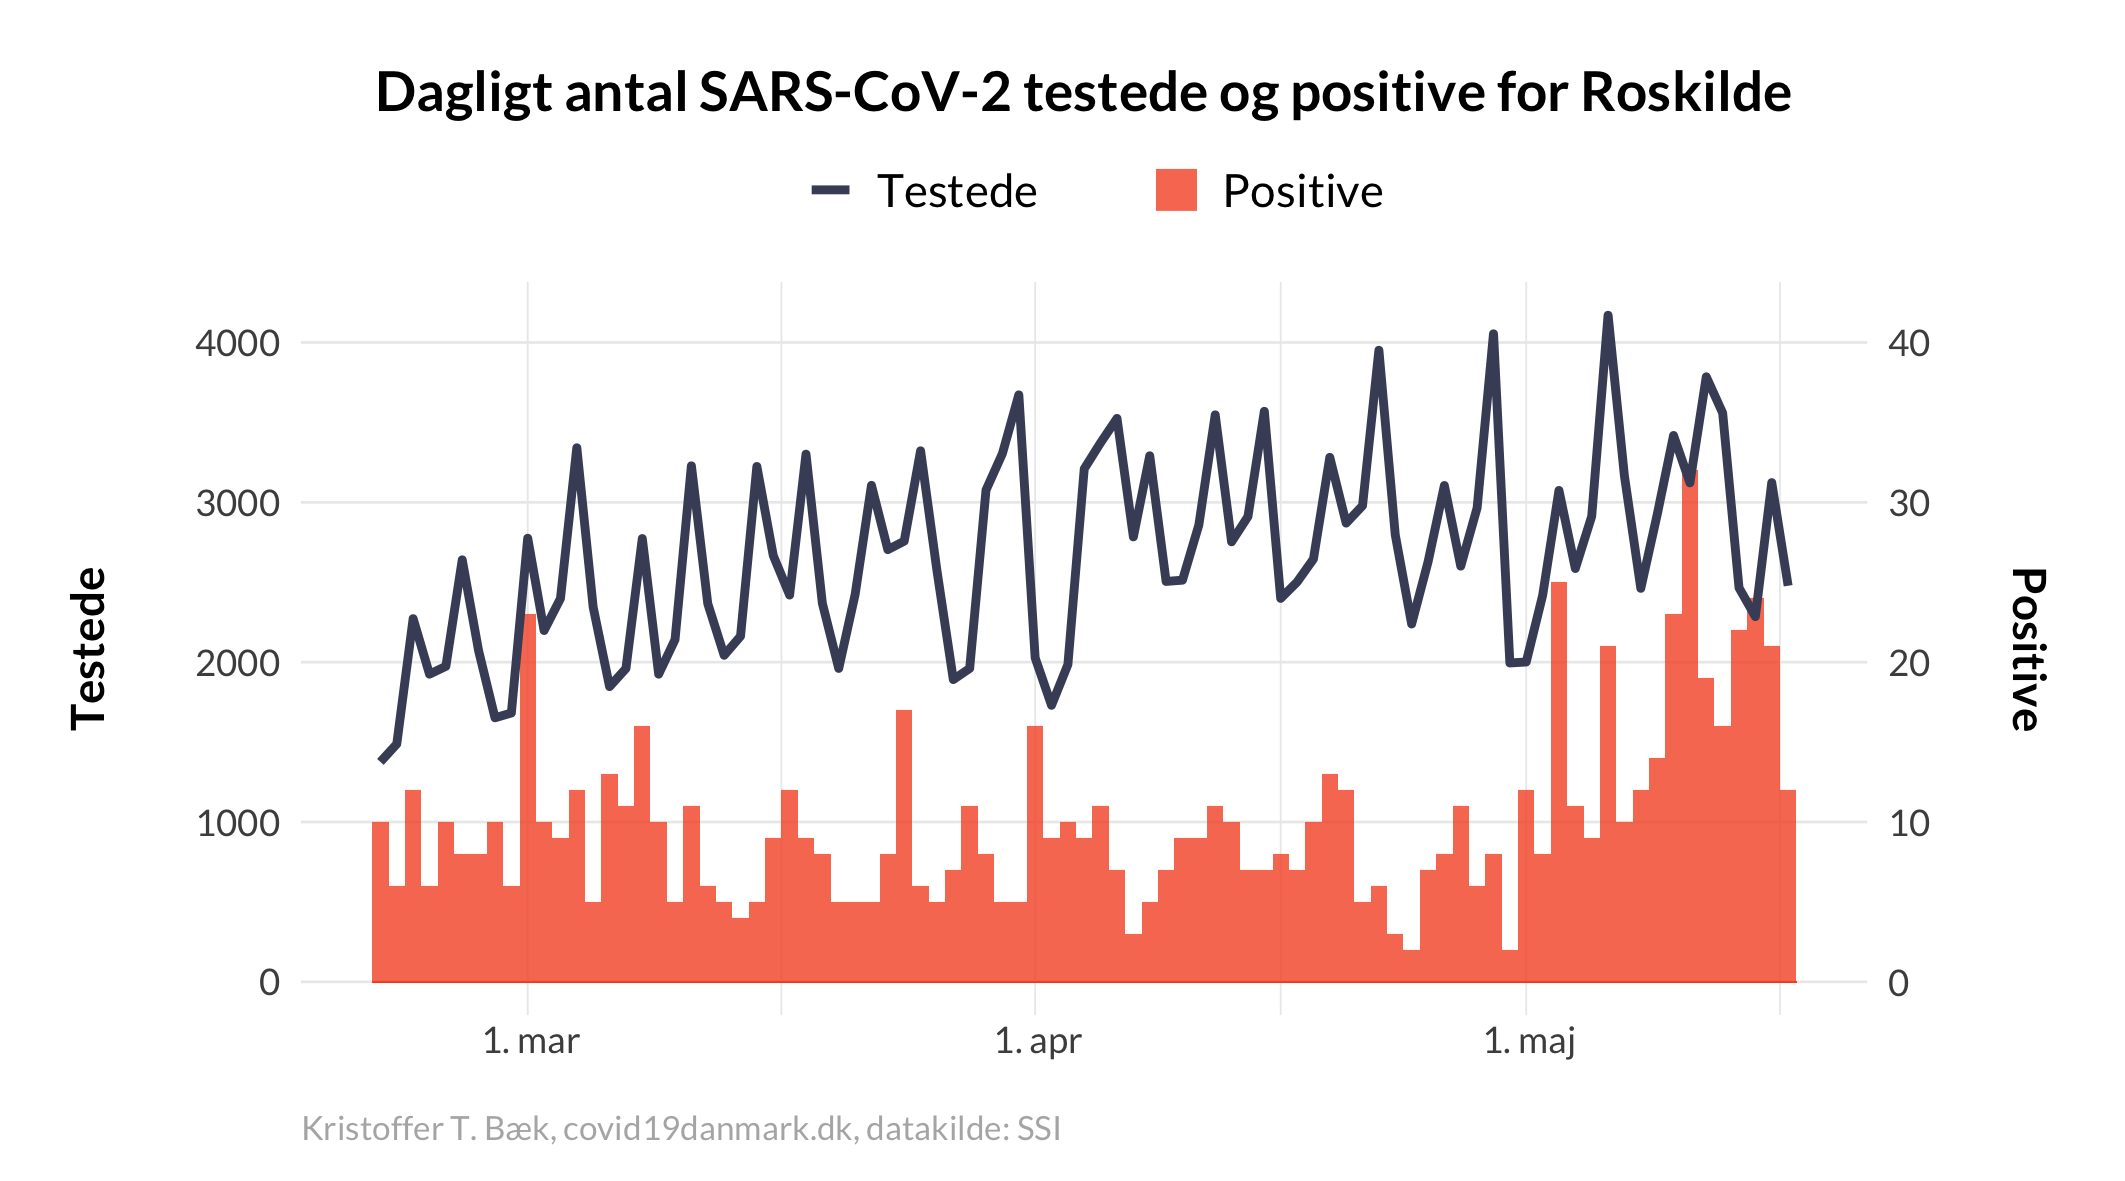 Dagligt antal SARS-CoV-2 testede og positive for Roskilde
Testede
Positive
4000
3000
2000
1000
0
Testede
40
30
20
10
0
Positive
1. mar
1. apr
1. maj
Kristoffer T. Bæk, covid19danmark.dk, datakilde: SSI